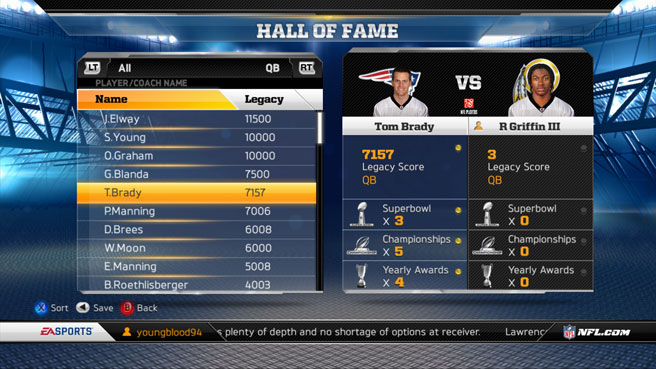 HALL OF FAME
LT All QB RT
PLAYER/COACH NAME
Name Legacy
J.Elway 11500
S.Young 10000
O.Graham 10000
G.Blanda 7500
T.Brady 7157
P.Manning 7006
D.Brees 6008
W.Moon 6000
E.Manning 5008
B.Roethlisberger 4003
VS
NFL PLAYERS
Tom Brady R Griffin III
7157 3
Legacy Score Legacy Score
QB QB
Superbowl Superbowl
X 3 X 0
Championships Championships
X 5 X 0
Yearly Awards Yearly Awards
X 4 X 0
X Sort Save B Back
EA SPORTS youngblood94 s plenty of depth and no shortage of options at receiver. Lawrenc NFL NFL.COM